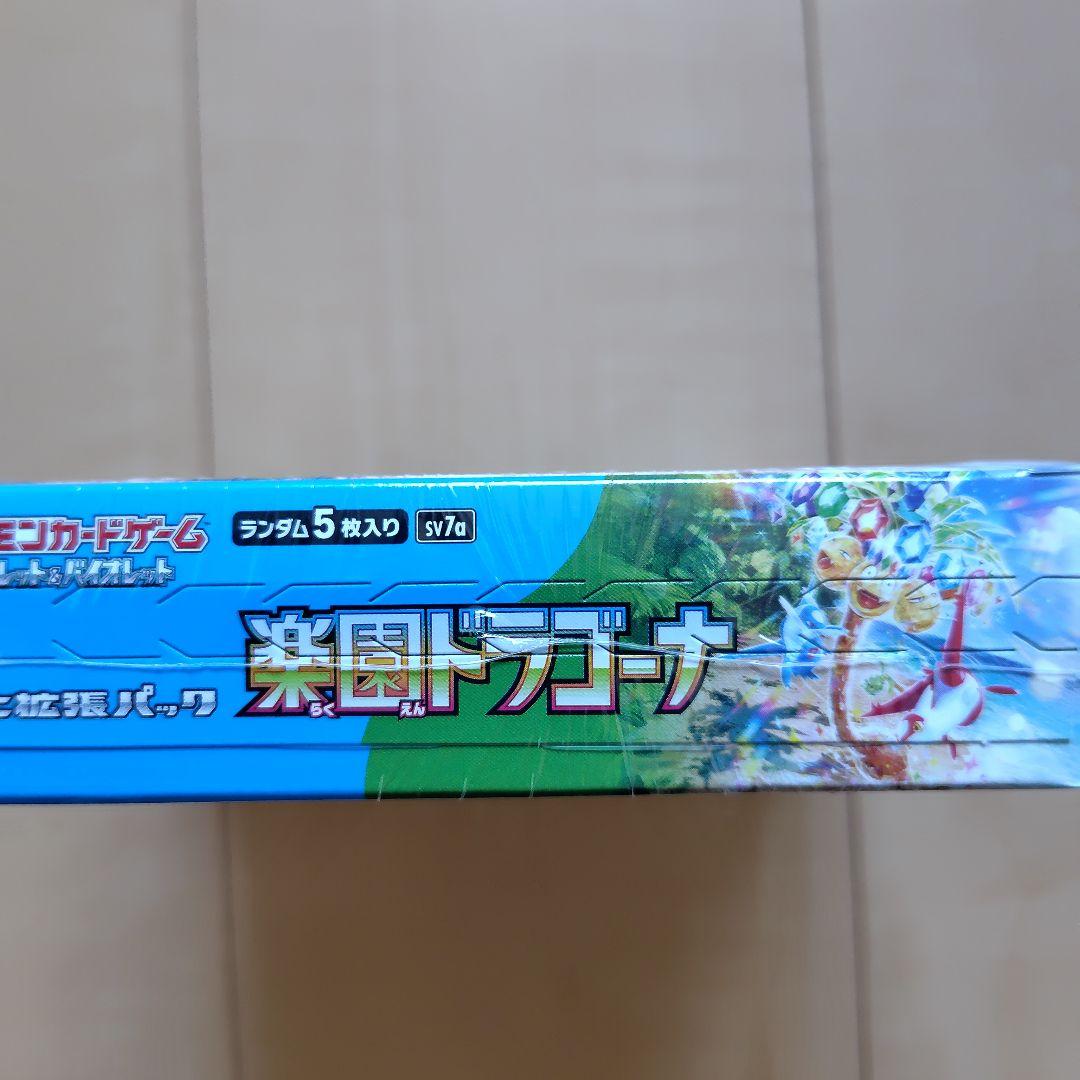 モンカードゲーム
レット&バイオレット
ランダム5枚入り
SV7a
拡張パック
楽園ドラゴーナ
らく えん